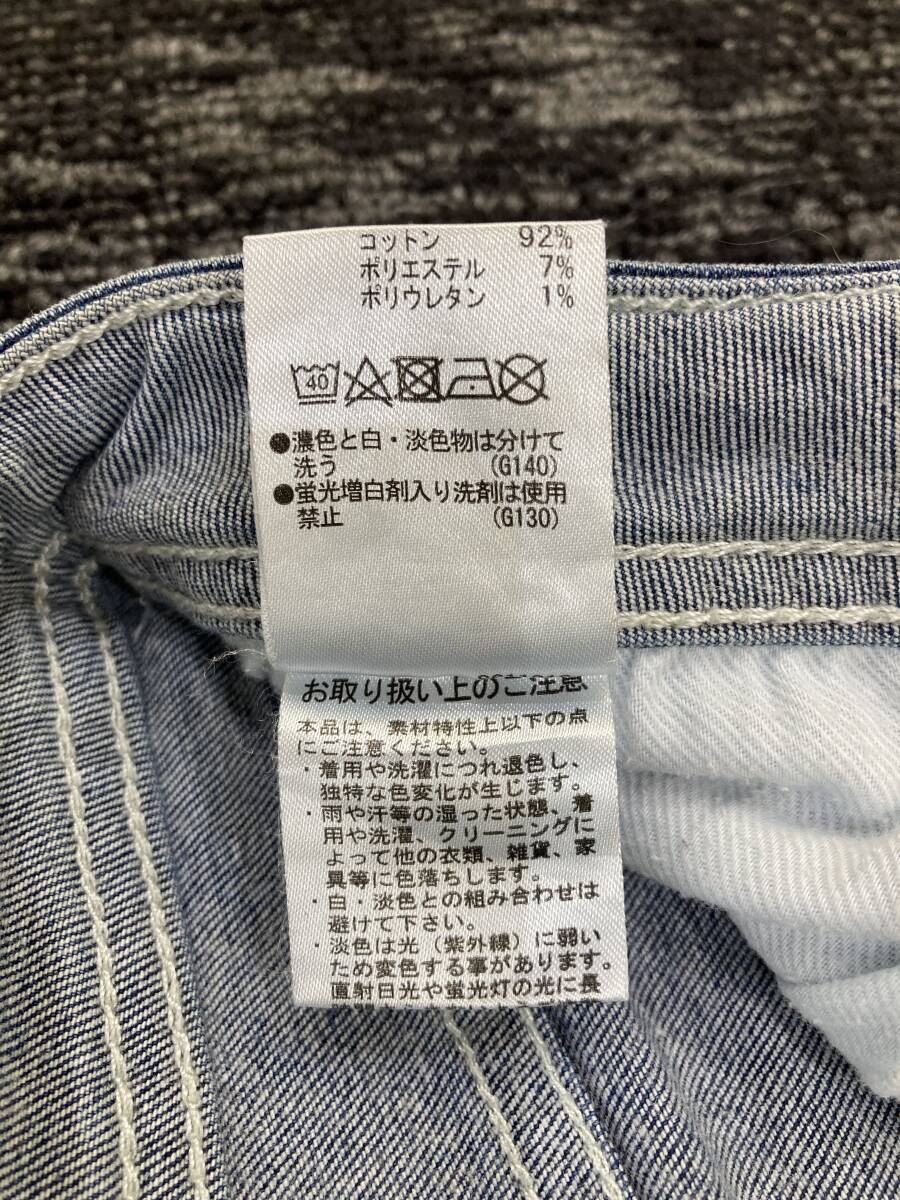 コットン 92%
ポリエステル 7%
ポリウレタン 1%
40
●濃色と白・淡色物は分けて
洗う (G140)
●蛍光増白剤入り洗剤は使用
禁止 (G130)
お取り扱い上のご注意
本品は、素材特性上以下の点
にご注意ください。
・着用や洗濯につれ退色し、
独特な色変化が生じます。
・雨や汗等の湿った状態、着
用や洗濯、クリーニングに
よって他の衣類、雑貨、家
具等に色落ちします。
・白・淡色との組み合わせは
避けて下さい。
・淡色は光（紫外線）に弱い
ため変色する事があります。
直射日光や蛍光灯の光に長